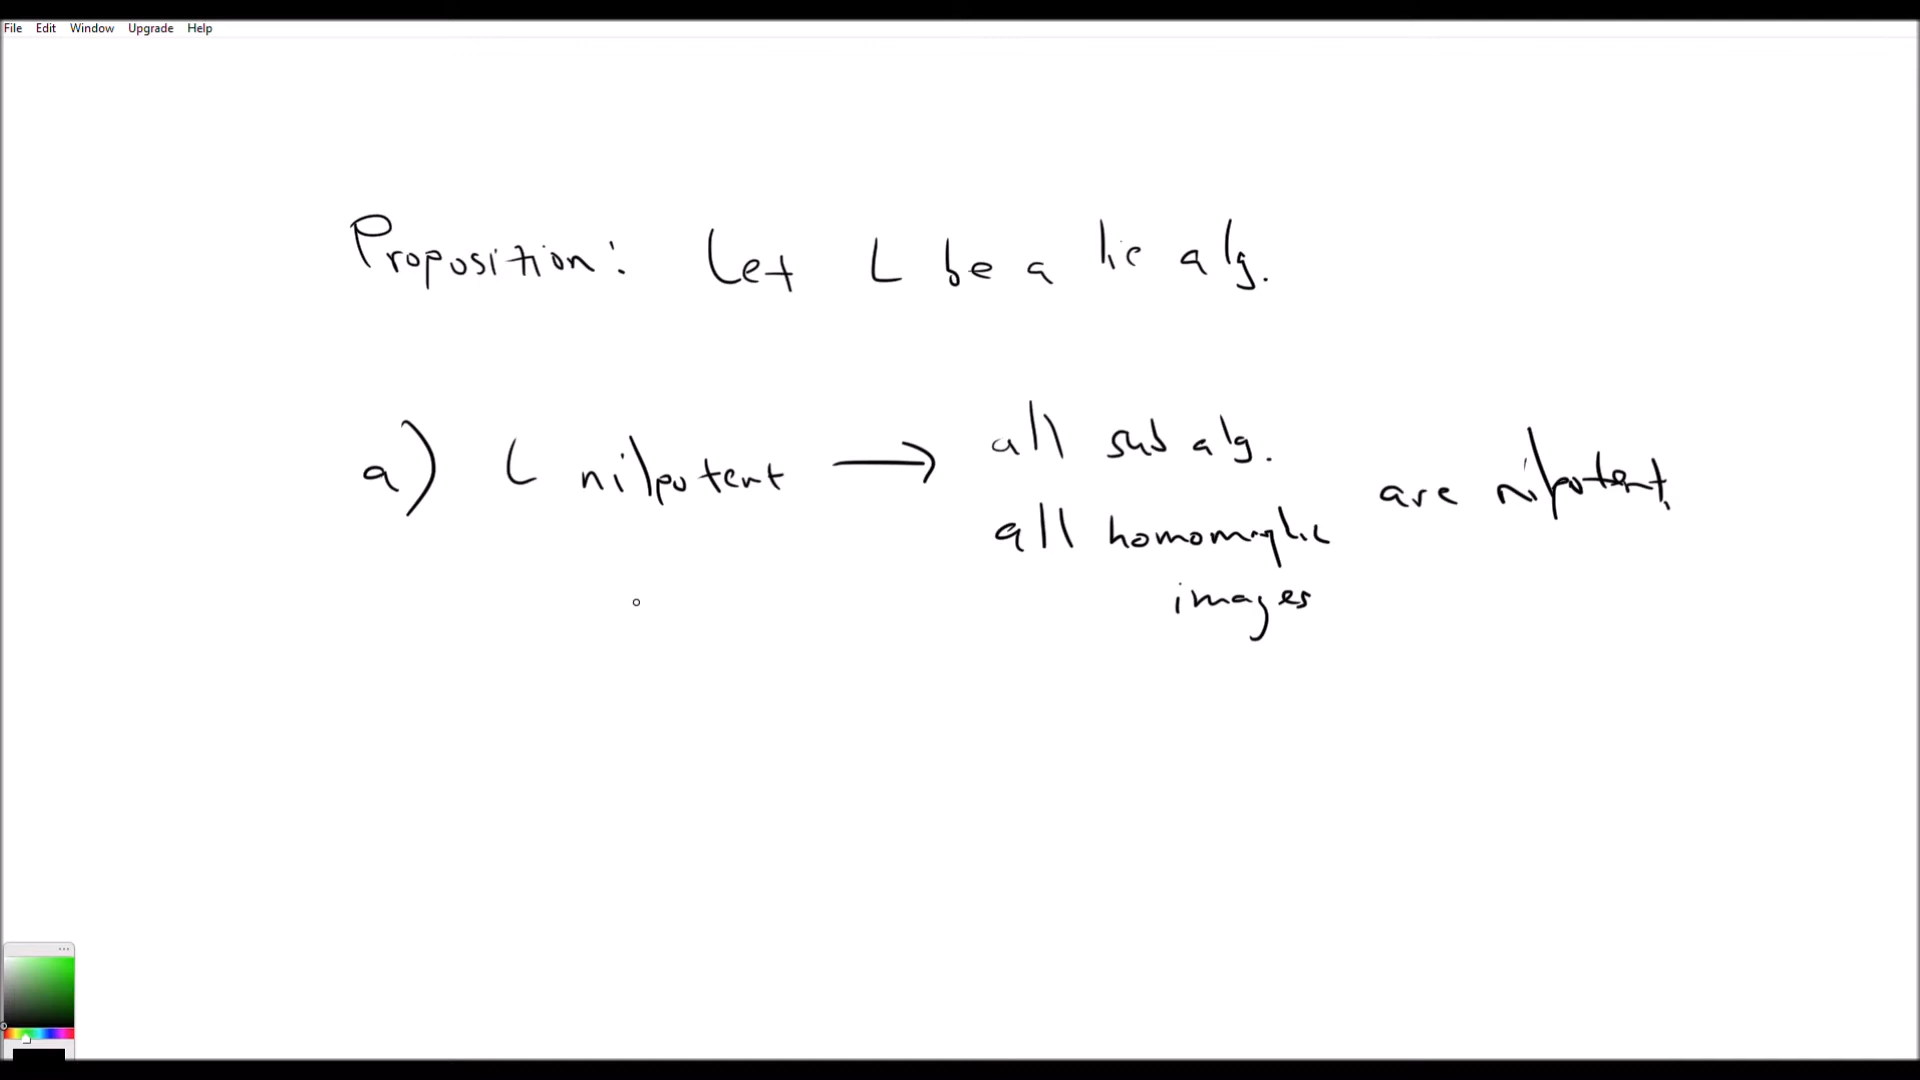 File Edit Window Upgrade Help
Proposition: Let L be a lie alg.
a) L nilpotent → all sub alg.
all homomorphic
images
are nilpotent.